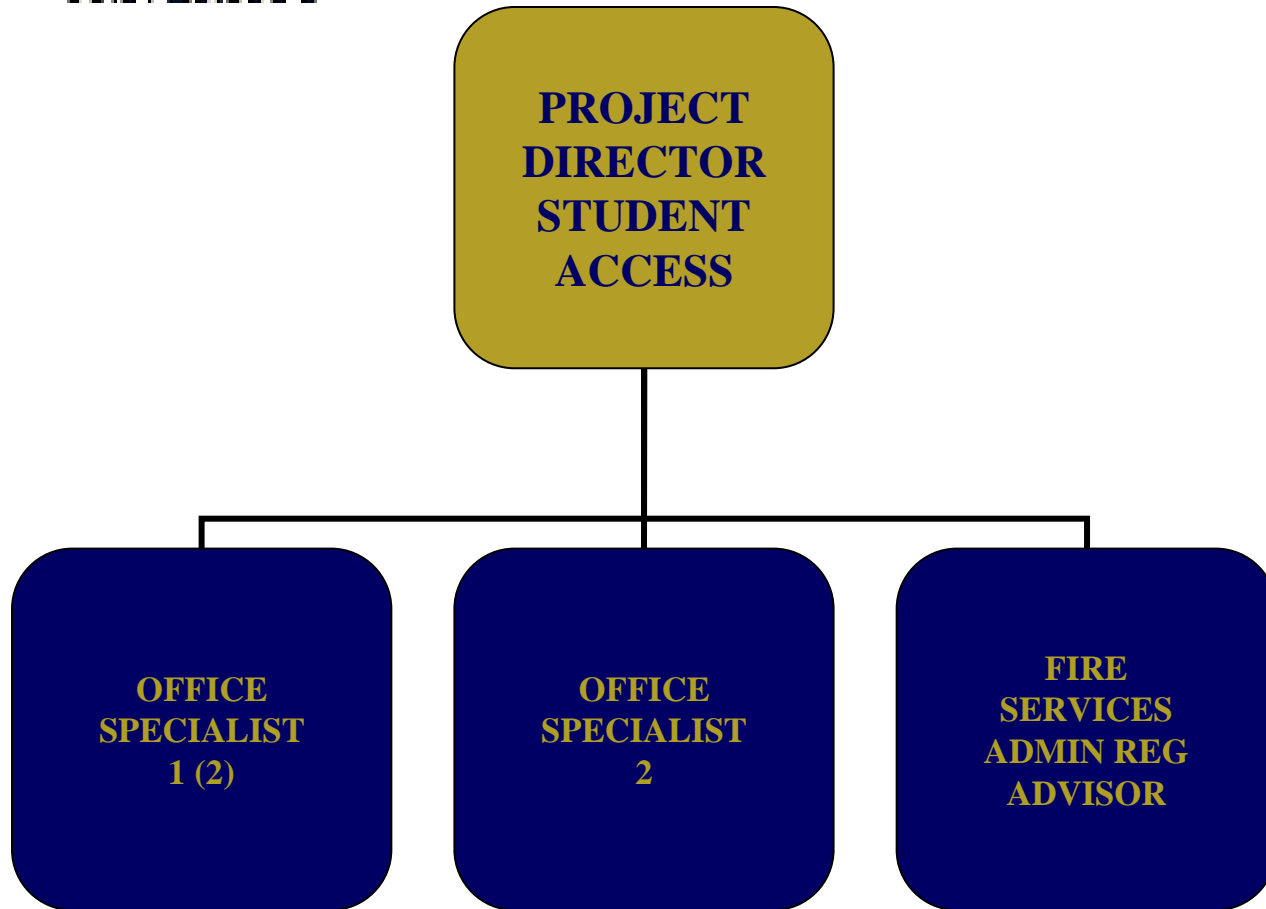 PROJECT
DIRECTOR
STUDENT
ACCESS
OFFICE
SPECIALIST
1 (2)
OFFICE
SPECIALIST
2
FIRE
SERVICES
ADMIN REG
ADVISOR